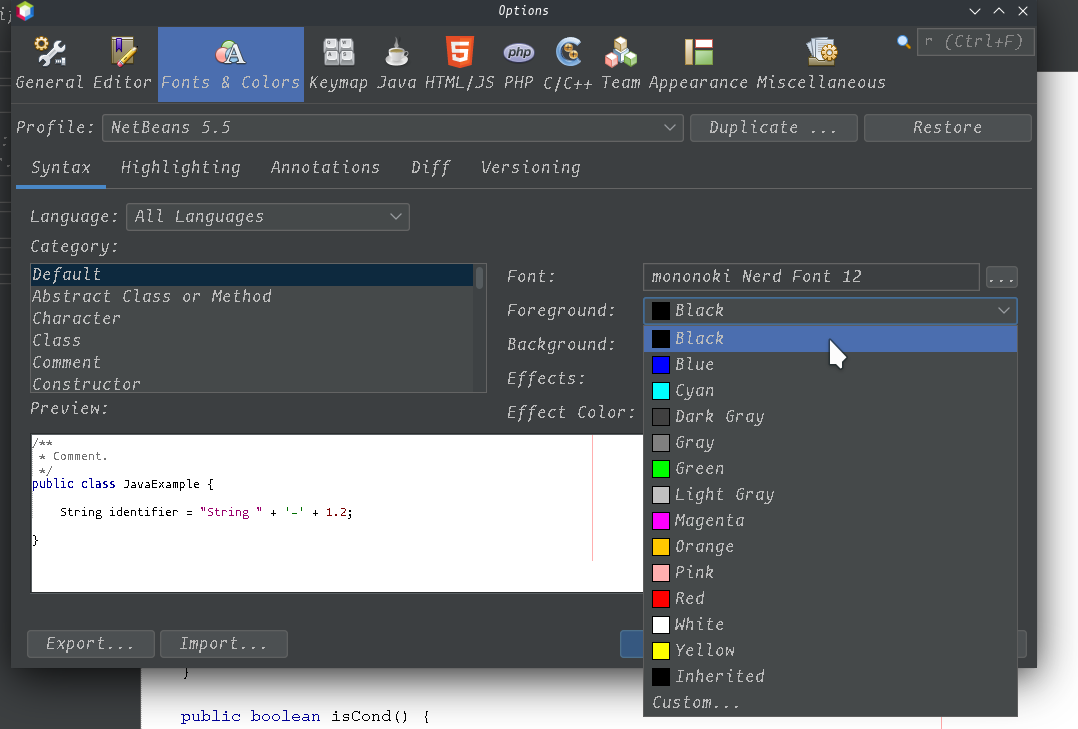 Options
General Editor Fonts & Colors Keymap Java HTML/JS PHP C/C++ Team Appearance Miscellaneous
r (Ctrl+F)
Profile: NetBeans 5.5 Duplicate ... Restore
Syntax Highlighting Annotations Diff Versioning
Language: All Languages
Category:
Default
Abstract Class or Method
Character
Class
Comment
Constructor
Font: mononoki Nerd Font 12 ...
Foreground: Black
Background:
Effects:
Effect Color:
Black
Blue
Cyan
Dark Gray
Gray
Green
Light Gray
Magenta
Orange
Pink
Red
White
Yellow
Inherited
Custom...
Preview:
/**
* Comment.
*/
public class JavaExample {
String identifier = "String " + '-' + 1.2;
}
Export... Import...
}
public boolean isCond() {